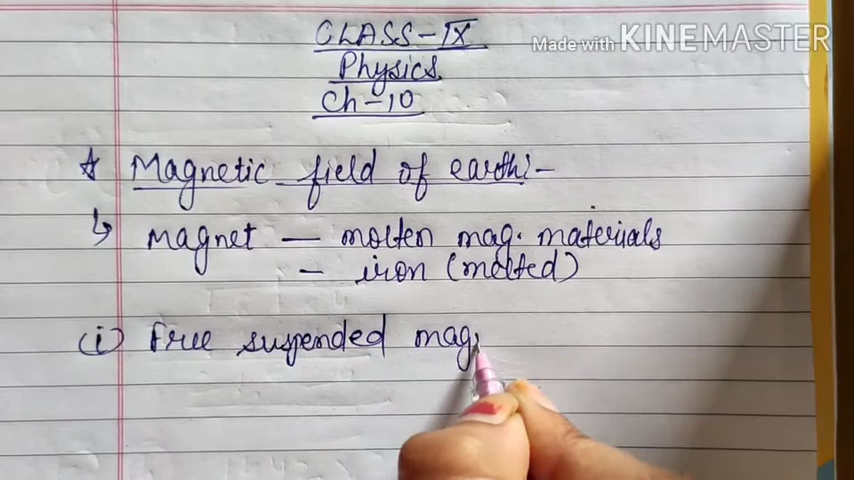 CLASS-IX
Made with KINEMASTER
Physics
Ch-10
☆ Magnetic field of earth:-
↳ magnet — molten mag. materials
- iron (melted)
(i) Free suspended mag